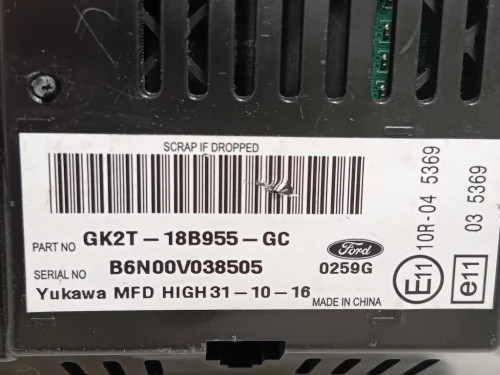 SCRAP IF DROPPED
PART NO GK2T-18B955-GC
Ford
SERIAL NO B6N00V038505 0259G
Yukawa MFD HIGH 31-10-16 MADE IN CHINA
E11 10R-04 5369
e11 03 5369